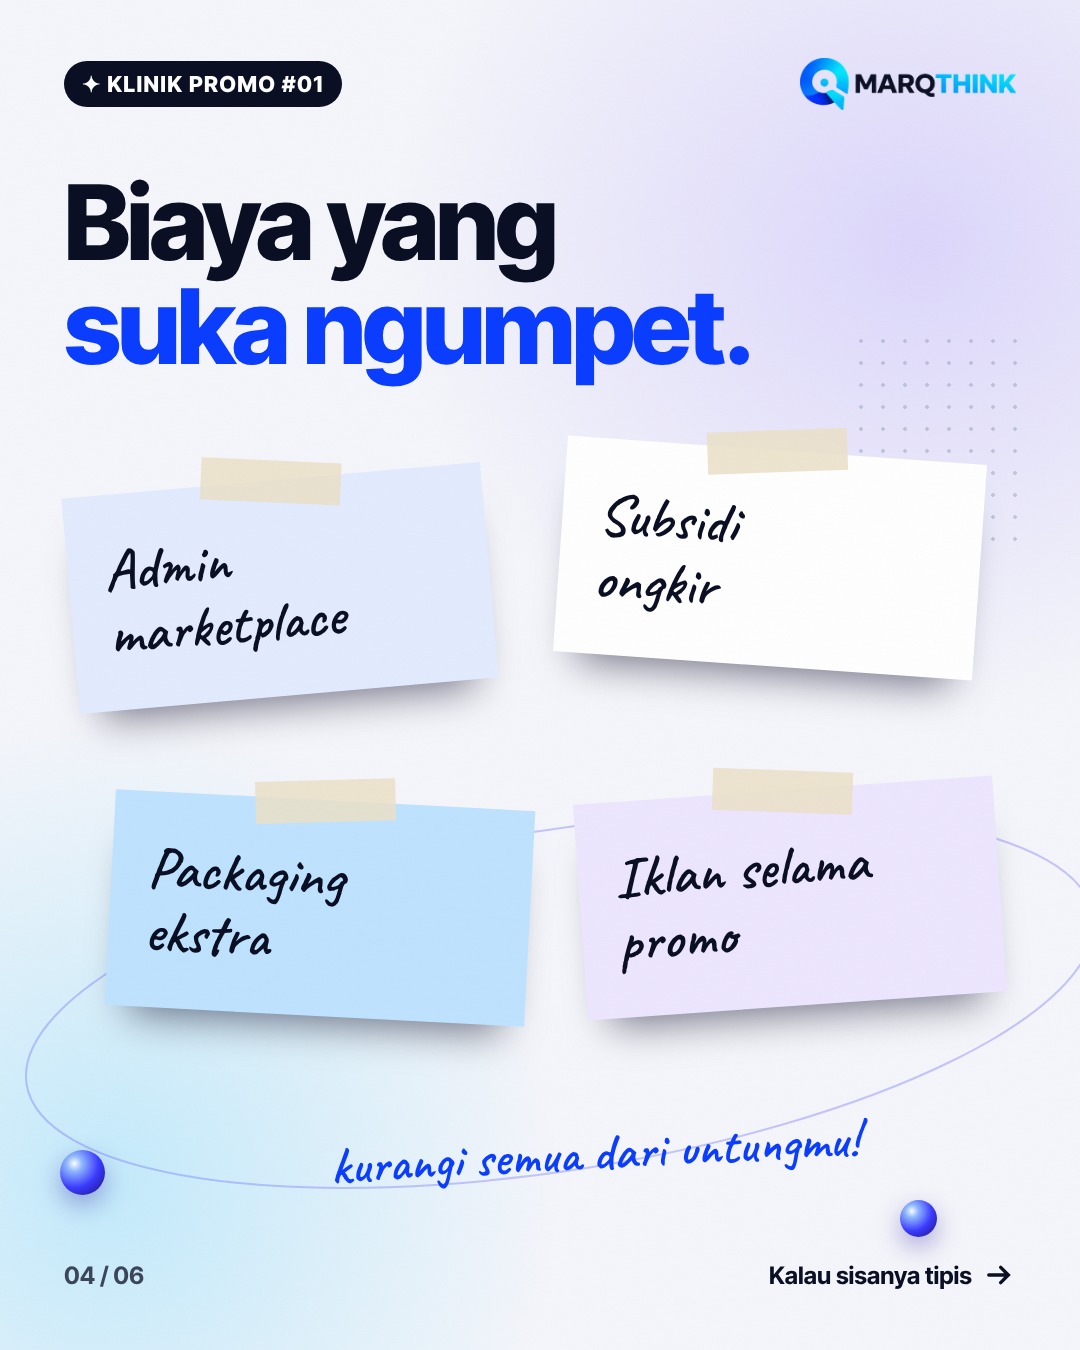 ✦ KLINIK PROMO #01
MARQTHINK
Biaya yang
suka ngumpet.
Admin
marketplace
Subsidi
ongkir
Packaging
ekstra
Iklan selama
promo
kurangi semua dari untungmu!
04 / 06
Kalau sisanya tipis →